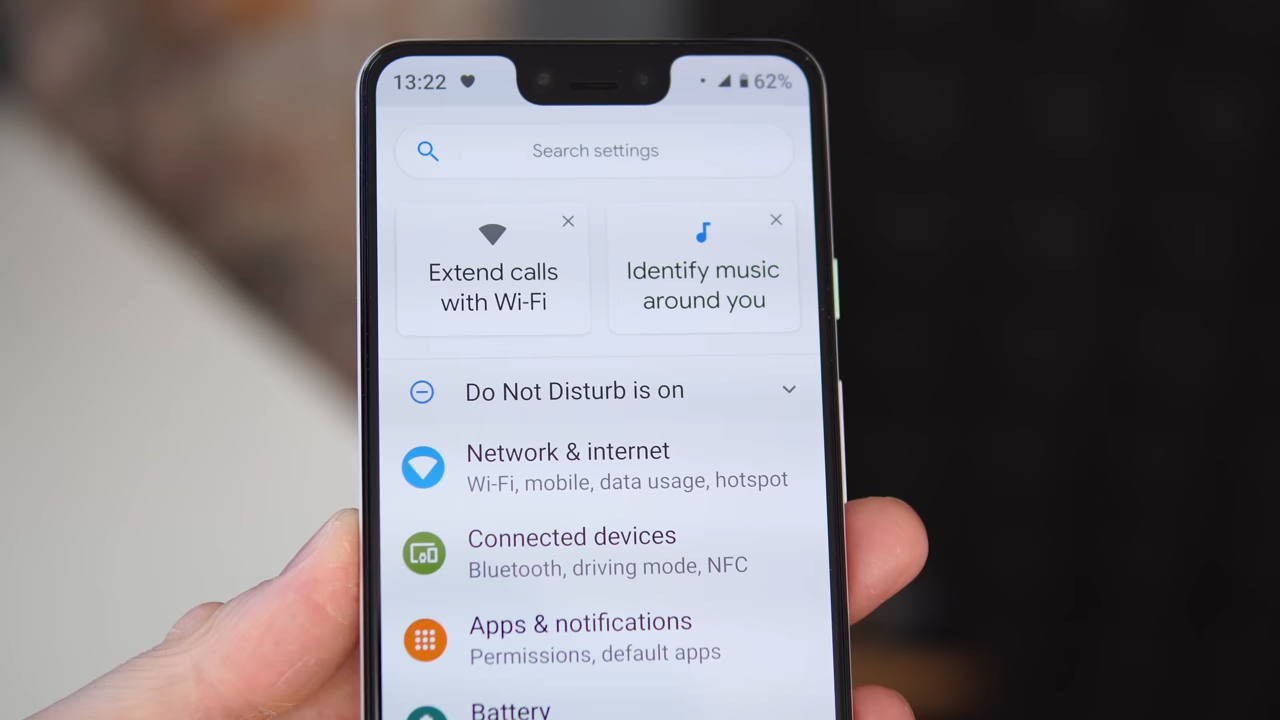 13:22
62%
Search settings
Extend calls
with Wi-Fi
Identify music
around you
Do Not Disturb is on
Network & internet
Wi-Fi, mobile, data usage, hotspot
Connected devices
Bluetooth, driving mode, NFC
Apps & notifications
Permissions, default apps
Battery